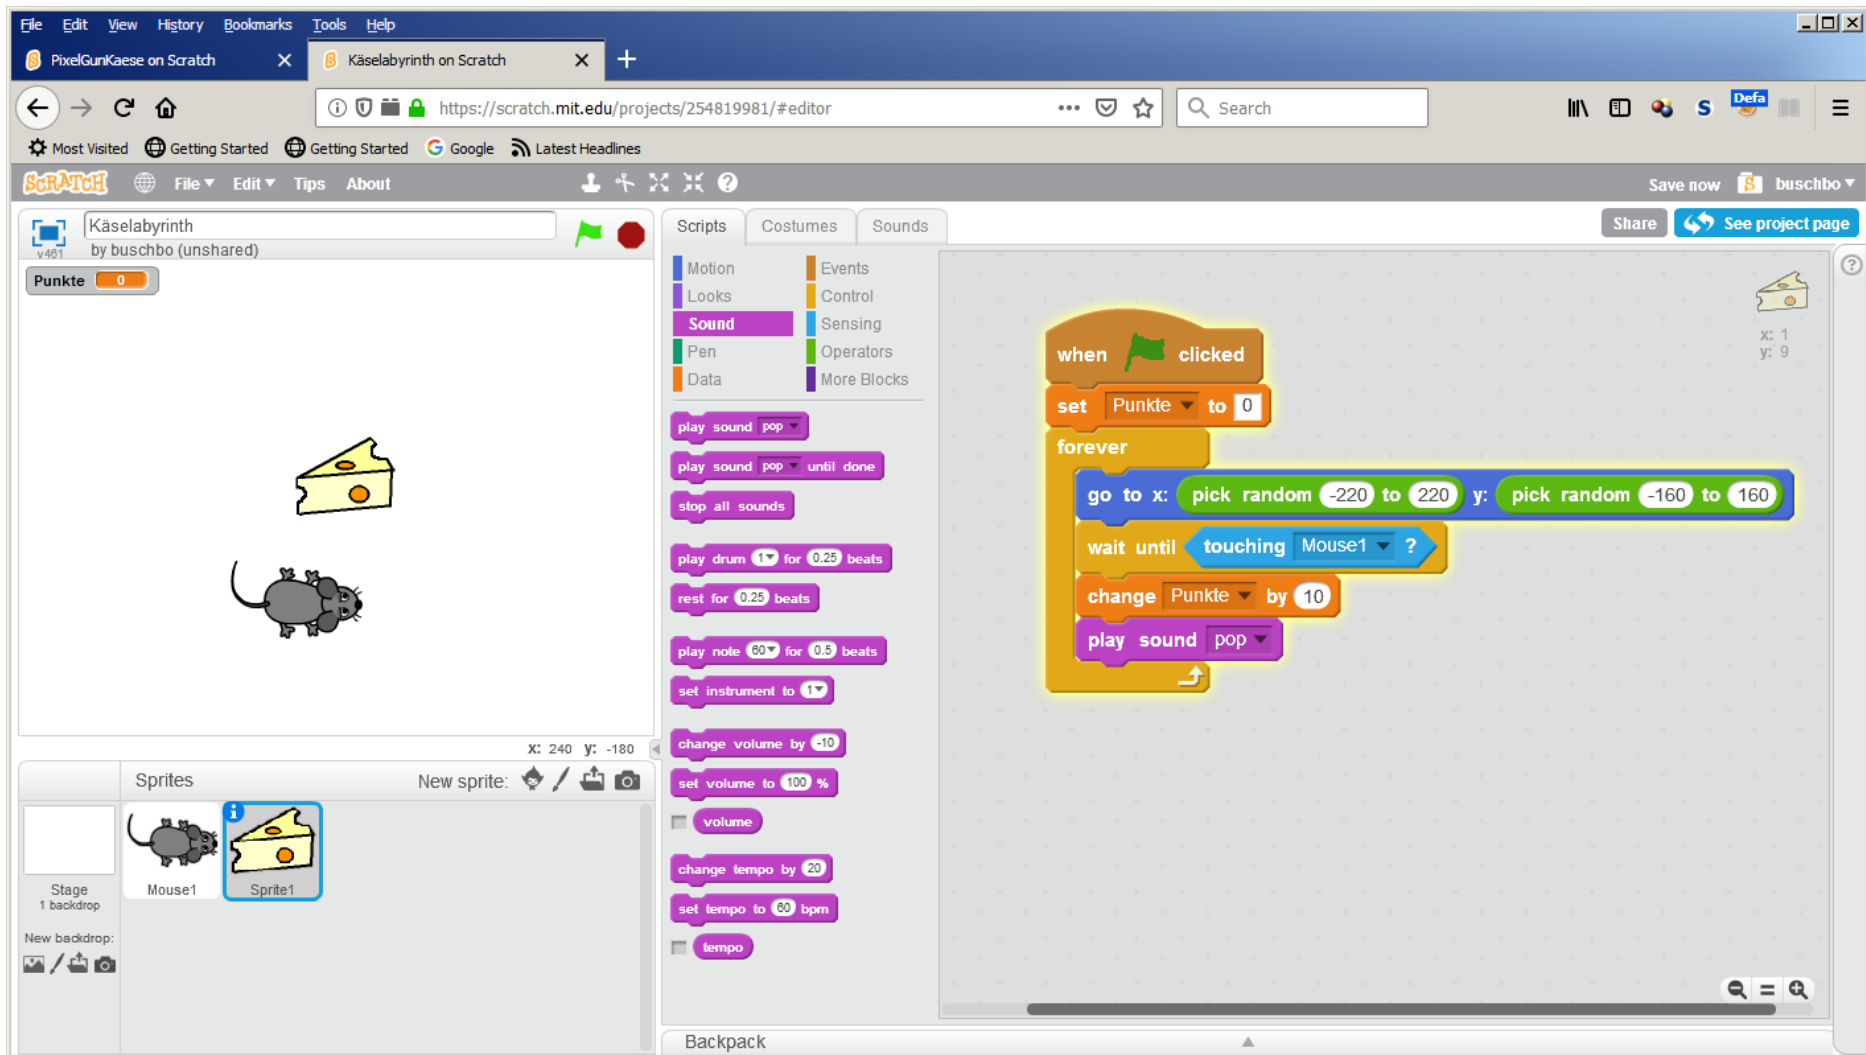 File Edit View History Bookmarks Tools Help
PixelGunKaese on Scratch
Käselabyrinth on Scratch
https://scratch.mit.edu/projects/254819981/#editor
Search
S
Defa
Most Visited Getting Started Getting Started Google Latest Headlines
SCRATCH File Edit Tips About
Save now S buschbo
v461
Käselabyrinth
by buschbo (unshared)
Punkte 0
x: 240 y: -180
Sprites New sprite:
Mouse1
Sprite1
Stage
1 backdrop
New backdrop:
Scripts Costumes Sounds
Share See project page
Motion Events
Looks Control
Sound Sensing
Pen Operators
Data More Blocks
play sound pop
play sound pop until done
stop all sounds
play drum 1 for 0.25 beats
rest for 0.25 beats
play note 60 for 0.5 beats
set instrument to 1
change volume by -10
set volume to 100 %
volume
change tempo by 20
set tempo to 60 bpm
tempo
when clicked
set Punkte to 0
forever
go to x: pick random -220 to 220 y: pick random -160 to 160
wait until touching Mouse1 ?
change Punkte by 10
play sound pop
x: 1
y: 9
Backpack